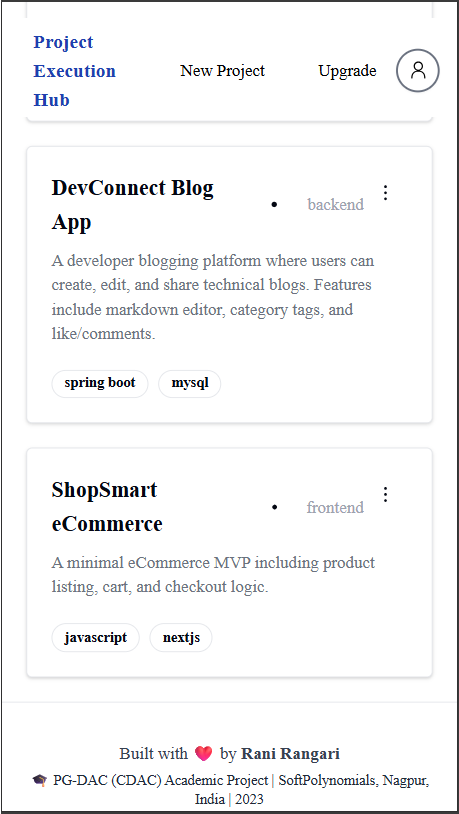 Project
Execution
Hub
New Project
Upgrade
DevConnect Blog
App
• backend
A developer blogging platform where users can
create, edit, and share technical blogs. Features
include markdown editor, category tags, and
like/comments.
spring boot
mysql
ShopSmart
eCommerce
• frontend
A minimal eCommerce MVP including product
listing, cart, and checkout logic.
javascript
nextjs
Built with ❤️ by Rani Rangari
🎓 PG-DAC (CDAC) Academic Project | SoftPolynomials, Nagpur,
India | 2023